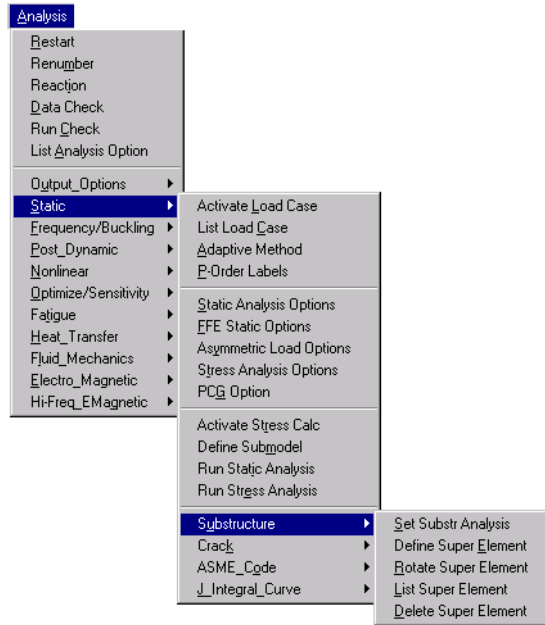 Analysis
Restart
Renumber
Reaction
Data Check
Run Check
List Analysis Option
Output_Options
Static
Frequency/Buckling
Post_Dynamic
Nonlinear
Optimize/Sensitivity
Fatigue
Heat_Transfer
Fluid_Mechanics
Electro_Magnetic
Hi-Freq_EMagnetic
Activate Load Case
List Load Case
Adaptive Method
P-Order Labels
Static Analysis Options
FFE Static Options
Asymmetric Load Options
Stress Analysis Options
PCG Option
Activate Stress Calc
Define Submodel
Run Static Analysis
Run Stress Analysis
Substructure
Crack
ASME_Code
J_Integral_Curve
Set Substr Analysis
Define Super Element
Rotate Super Element
List Super Element
Delete Super Element